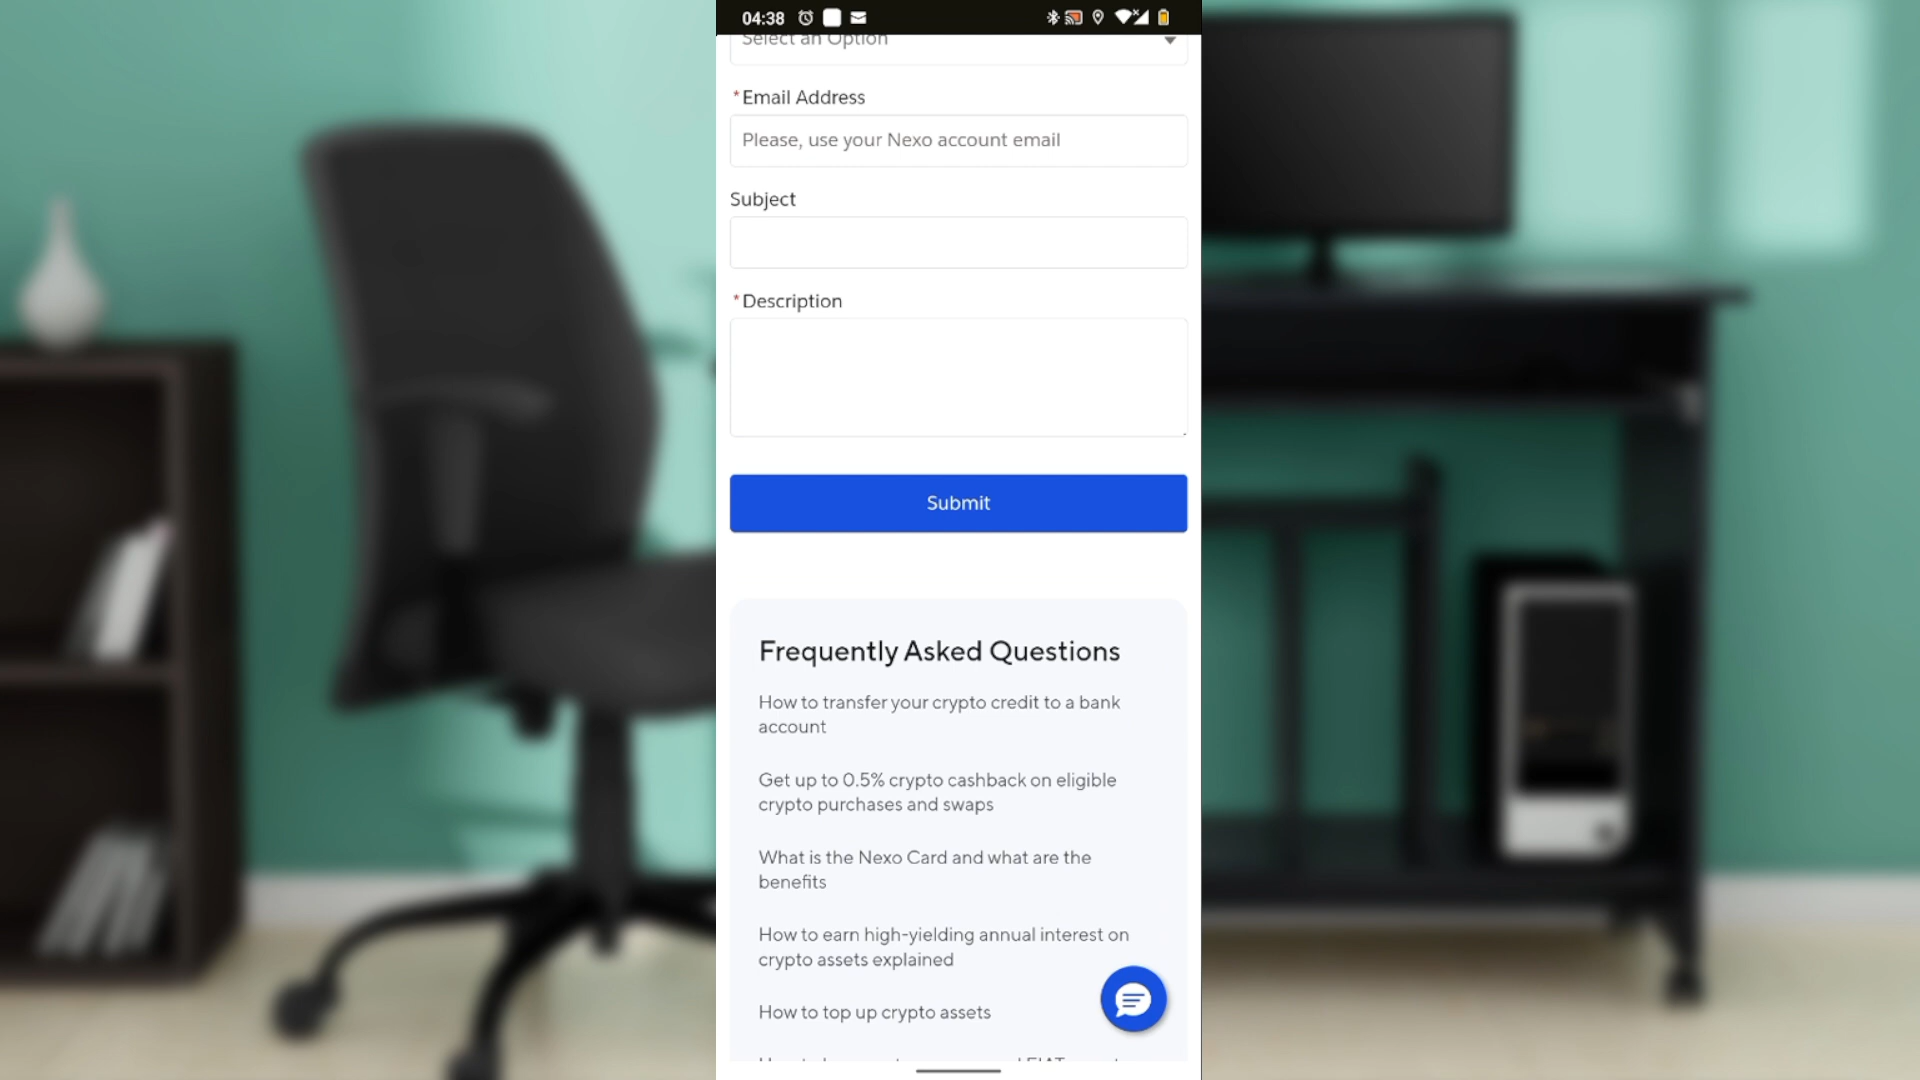 04:38
Select an Option
*Email Address
Please, use your Nexo account email
Subject
*Description
Submit
Frequently Asked Questions
How to transfer your crypto credit to a bank
account
Get up to 0.5% crypto cashback on eligible
crypto purchases and swaps
What is the Nexo Card and what are the
benefits
How to earn high-yielding annual interest on
crypto assets explained
How to top up crypto assets